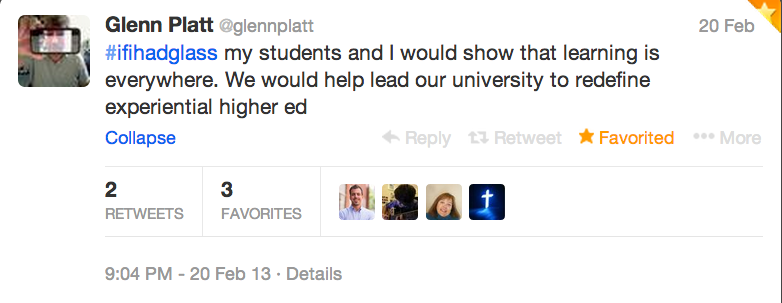 Glenn Platt @glennplatt 20 Feb
#ifihadglass my students and I would show that learning is
everywhere. We would help lead our university to redefine
experiential higher ed
Collapse Reply Retweet Favorited More
2 3
RETWEETS FAVORITES
9:04 PM - 20 Feb 13 · Details